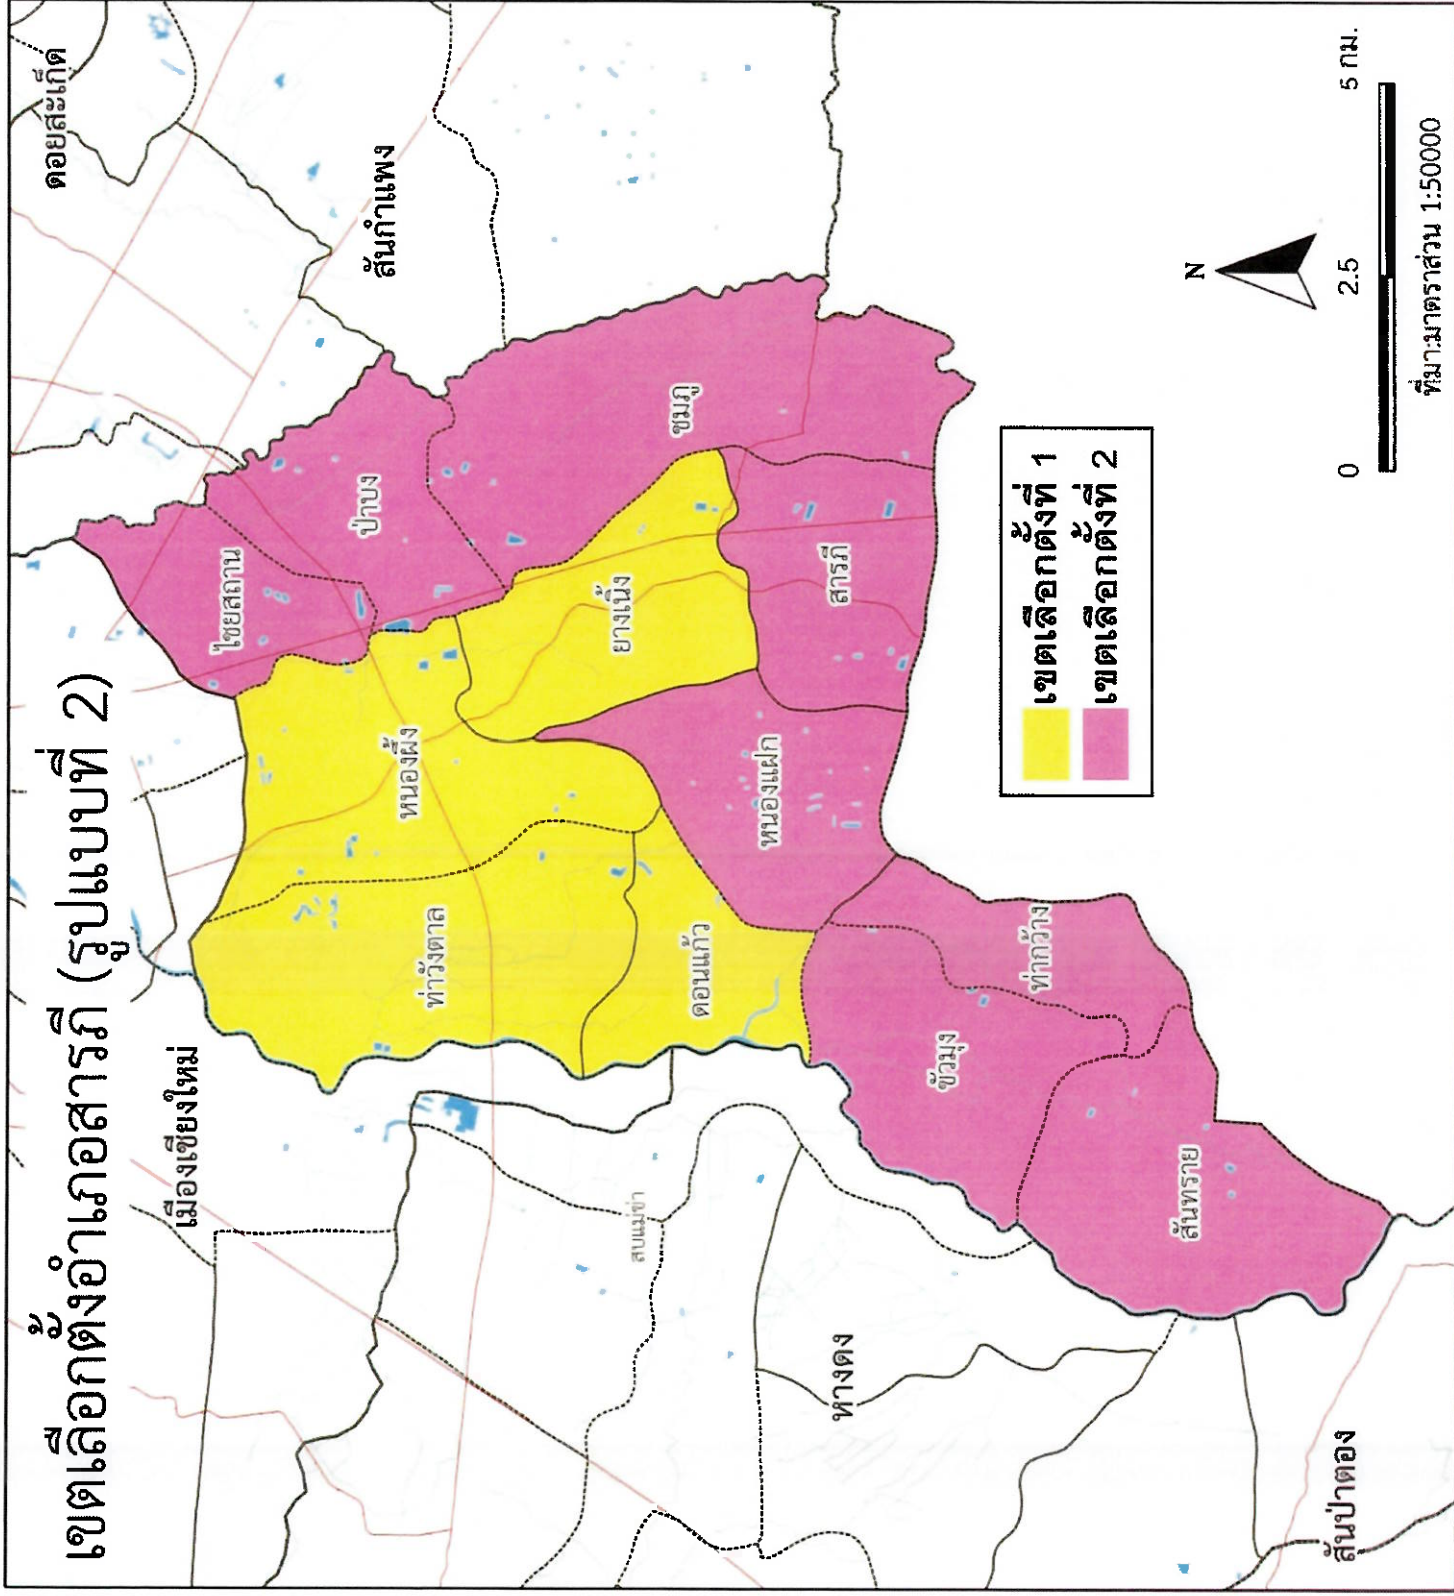 เขตเลือกตั้งอำเภอสารภี (รูปแบบที่ 2)
ดอยสะเก็ด
เมืองเชียงใหม่
สันกำแพง
ไชยสถาน
ป่าบง
หนองผึ้ง
ท่าวังตาล
ยางเนิ้ง
ชมภู
สบแม่ข่า
ดอนแก้ว
หนองแฝก
สารภี
หางดง
ขัวมุง
ท่ากว้าง
สันทราย
สันป่าตอง
เขตเลือกตั้งที่ 1
เขตเลือกตั้งที่ 2
N
0 2.5 5 กม.
ที่มา:มาตราส่วน 1:50000